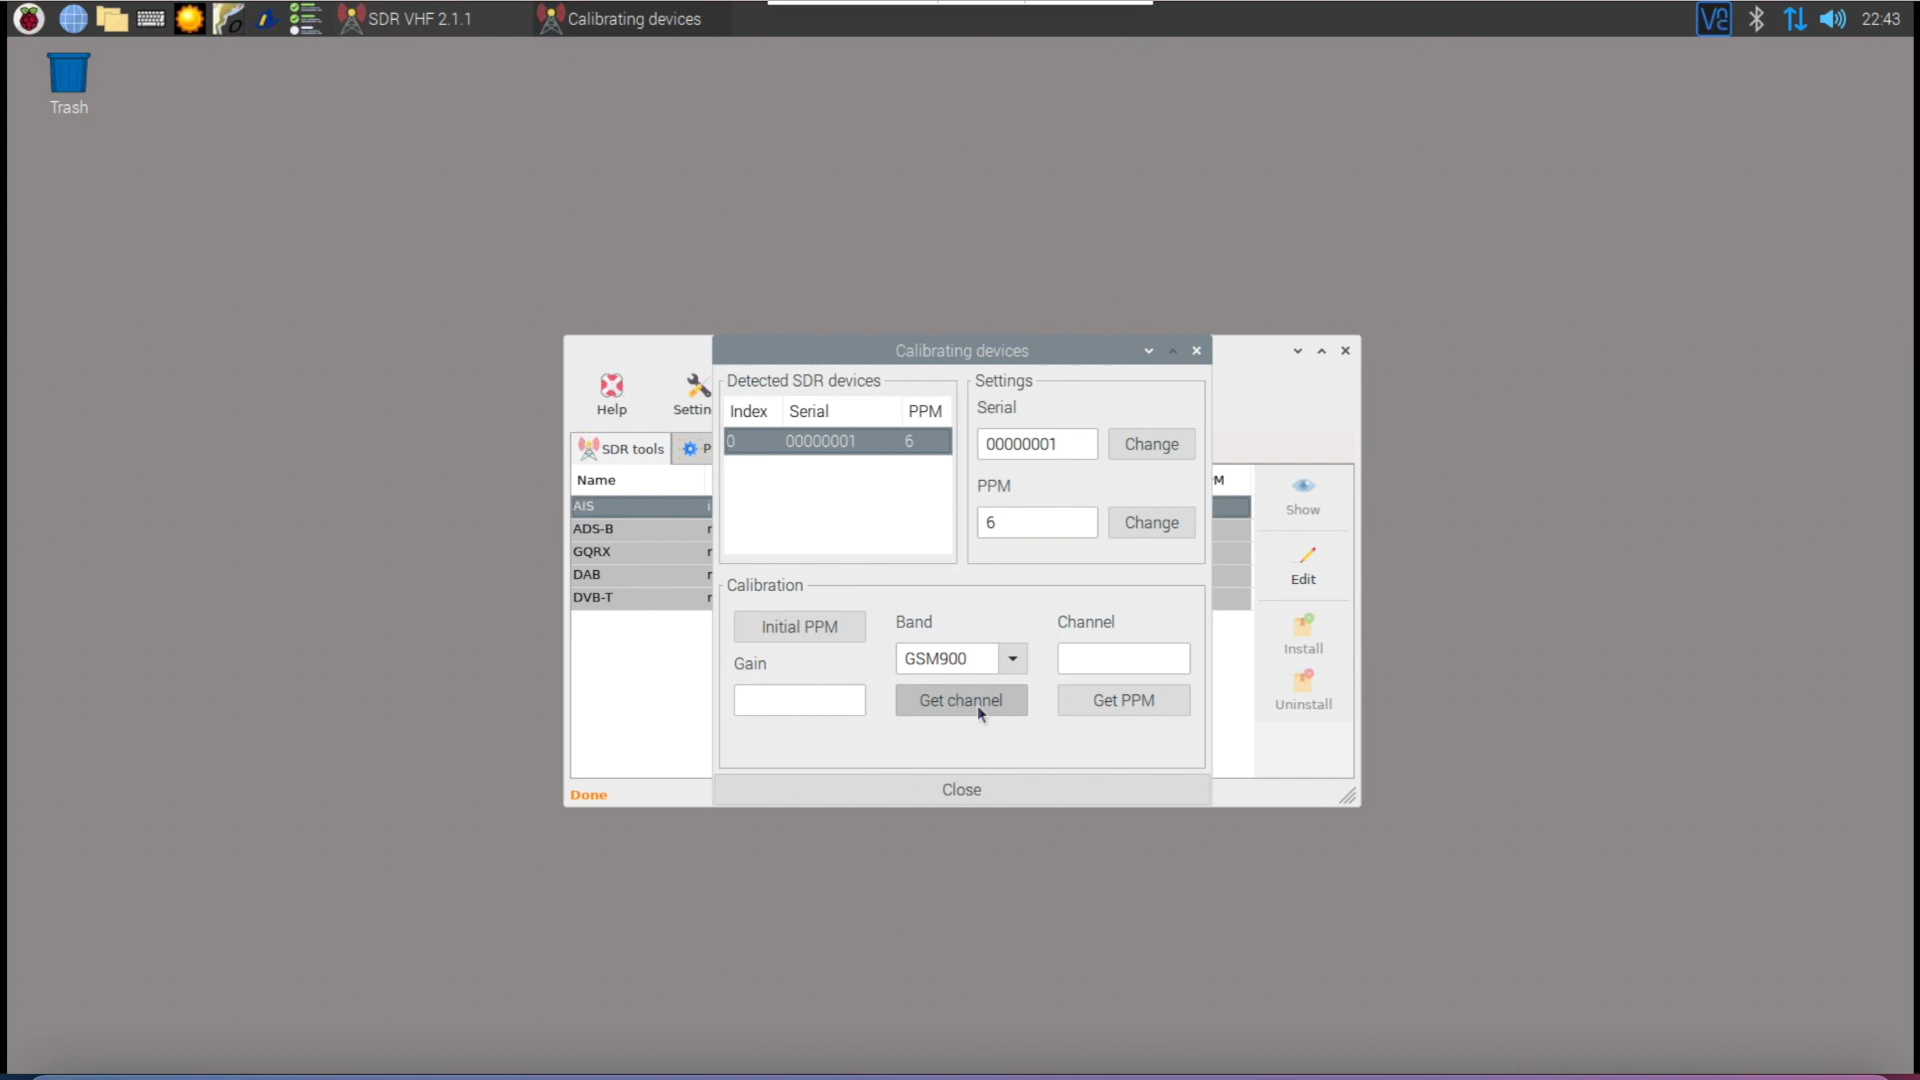 SDR VHF 2.1.1
Calibrating devices
22:43
Trash
Calibrating devices
Help
Settin
Detected SDR devices
Index Serial PPM
0 00000001 6
Settings
Serial
00000001 Change
PPM
6 Change
SDR tools P
Name
AIS i
ADS-B r
GQRX r
DAB r
DVB-T r
M
Show
Edit
Install
Uninstall
Calibration
Initial PPM
Band
Channel
Gain
GSM900
Get channel
Get PPM
Close
Done